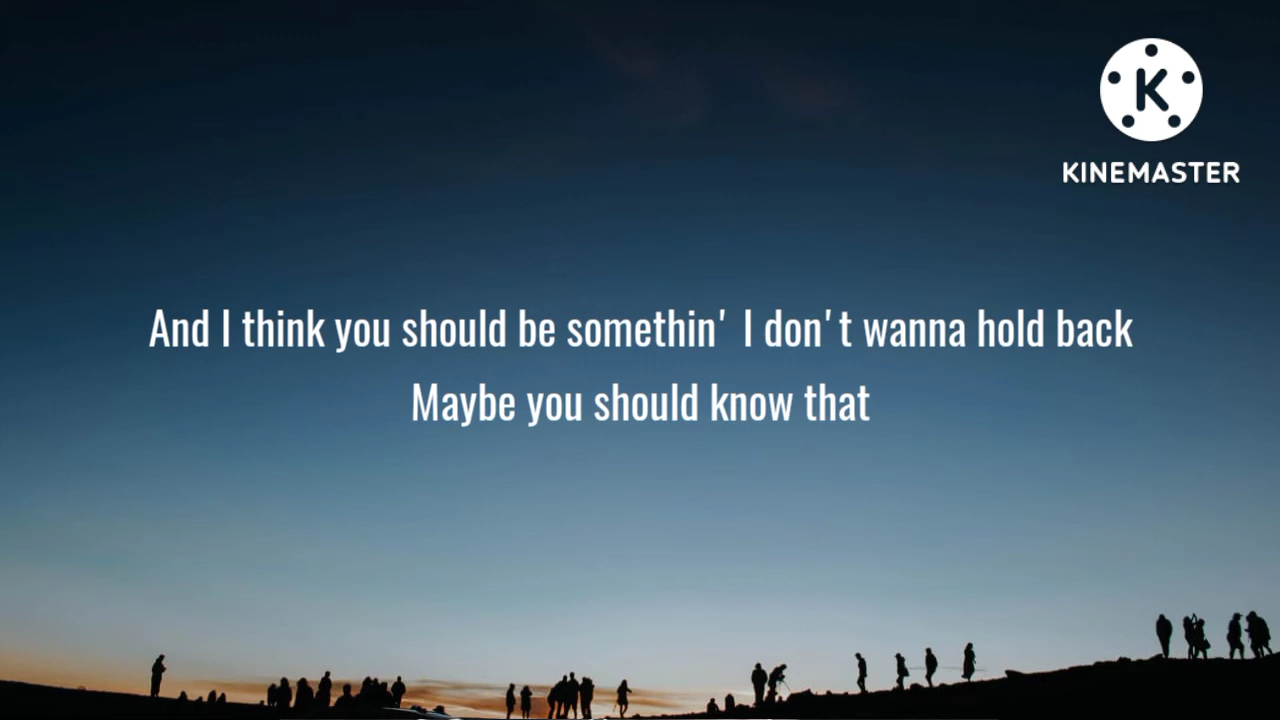 K
KINEMASTER
And I think you should be somethin' I don't wanna hold back
Maybe you should know that